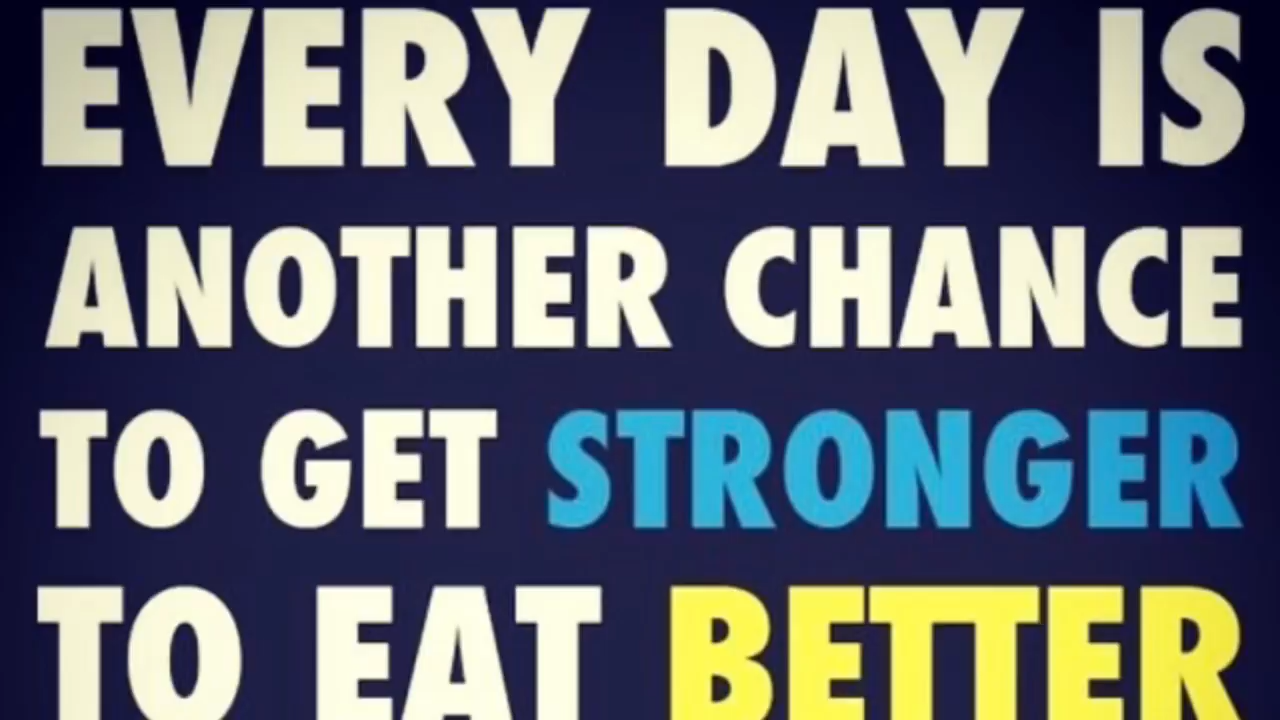 EVERY DAY IS
ANOTHER CHANCE
TO GET STRONGER
TO EAT BETTER